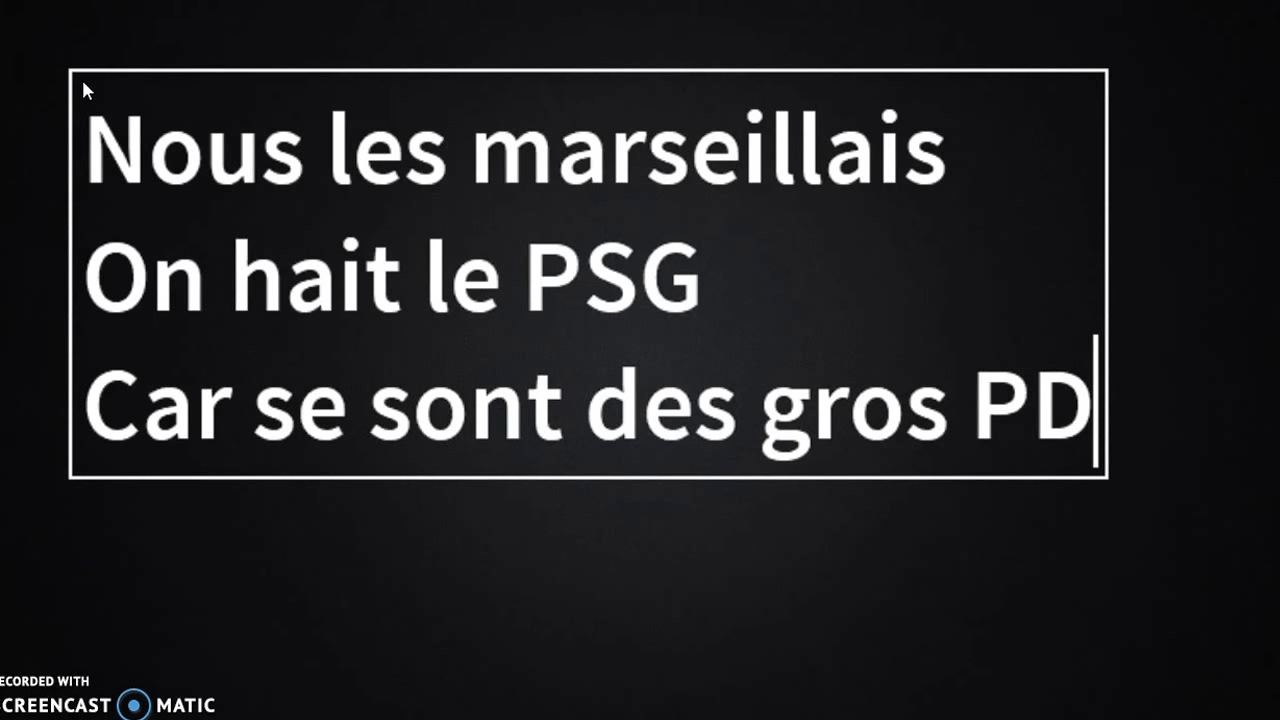 Nous les marseillais
On hait le PSG
Car se sont des gros PD
ECORDED WITH
CREENCAST MATIC